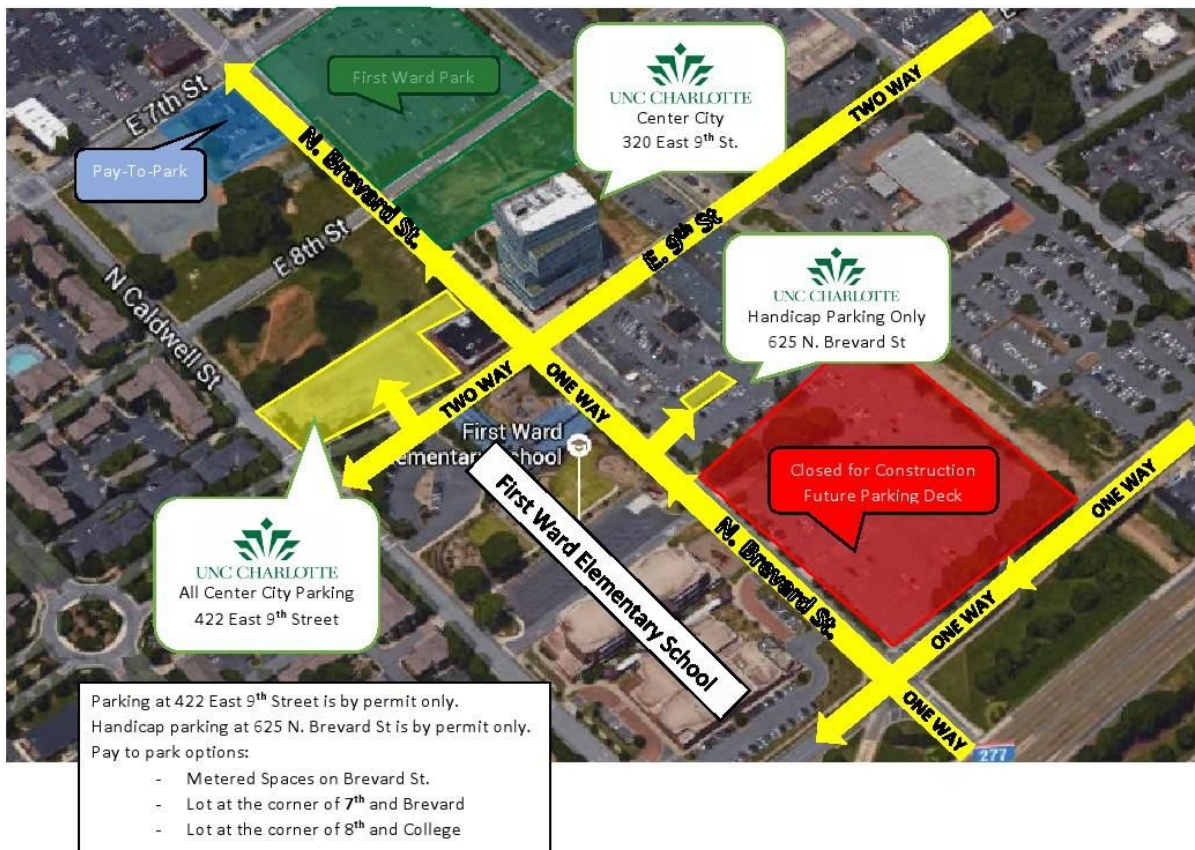 First Ward Park
UNC CHARLOTTE
Center City
320 East 9th St.
TWO WAY
E 7th St
Pay-To-Park
N. Brevard St.
E 8th St
E. 9th St
N Caldwell St
UNC CHARLOTTE
Handicap Parking Only
625 N. Brevard St
TWO WAY
ONE WAY
First Ward
ementary School
First Ward Elementary School
Closed for Construction
Future Parking Deck
ONE WAY
N. Brevard St.
ONE WAY
ONE WAY
277
UNC CHARLOTTE
All Center City Parking
422 East 9th Street
Parking at 422 East 9th Street is by permit only.
Handicap parking at 625 N. Brevard St is by permit only.
Pay to park options:
- Metered Spaces on Brevard St.
- Lot at the corner of 7th and Brevard
- Lot at the corner of 8th and College